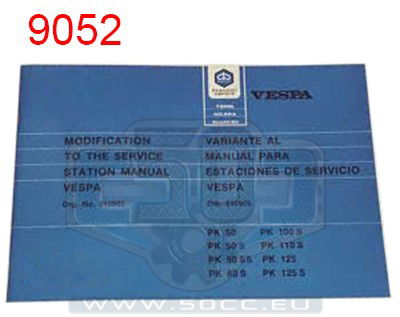 9052
VESPA
MODIFICATION
TO THE SERVICE
STATION MANUAL
VESPA
VARIANTE AL
MANUAL PARA
ESTACIONES DE SERVICIO
VESPA
PK 50
PK 50 S
PK 50 SS
PK 80 S
PK 100 S
PK 110 S
PK 125
PK 125 S
WWW.50CC.EU